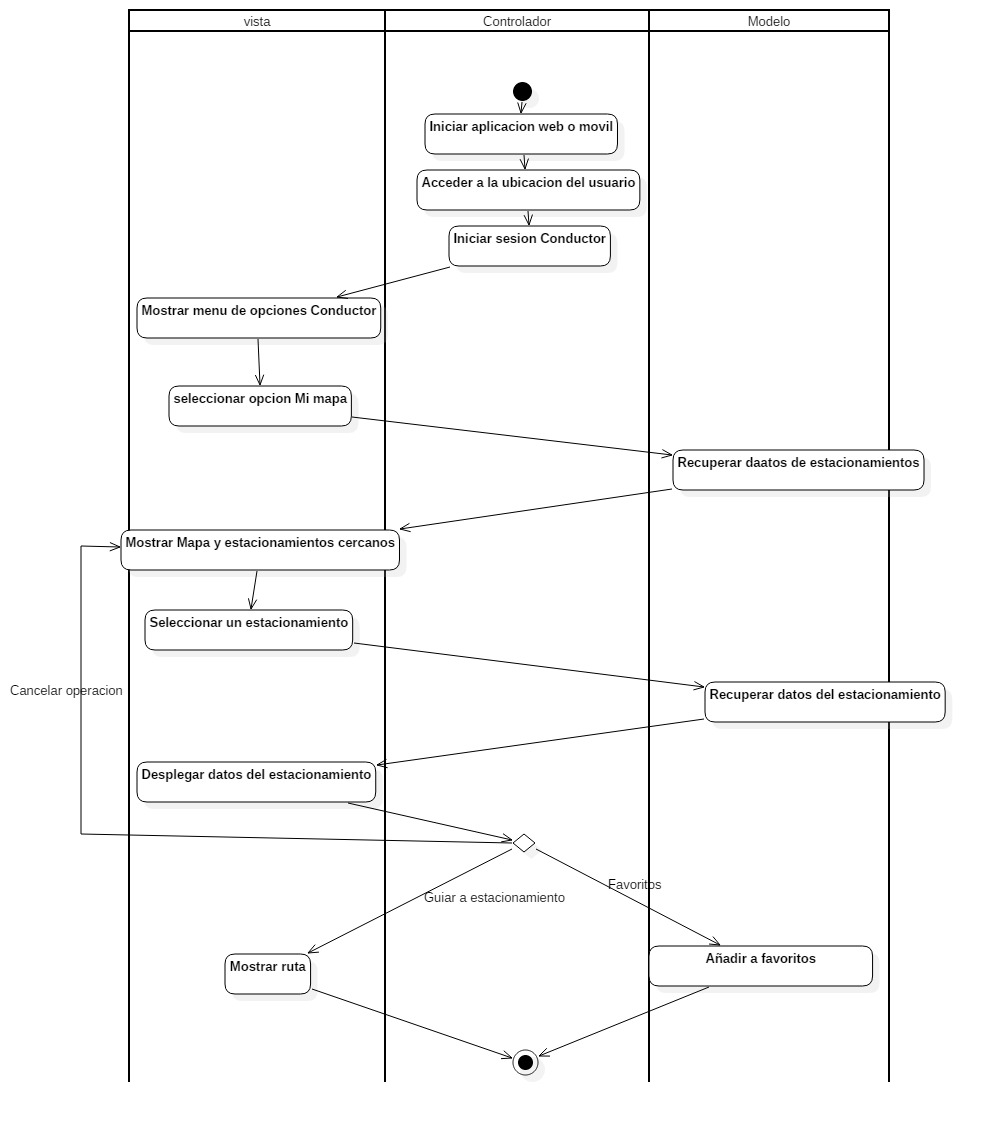 vista
Controlador
Modelo
Iniciar aplicacion web o movil
Acceder a la ubicacion del usuario
Iniciar sesion Conductor
Mostrar menu de opciones Conductor
seleccionar opcion Mi mapa
Recuperar daatos de estacionamientos
Mostrar Mapa y estacionamientos cercanos
Seleccionar un estacionamiento
Cancelar operacion
Recuperar datos del estacionamiento
Desplegar datos del estacionamiento
Favoritos
Guiar a estacionamiento
Añadir a favoritos
Mostrar ruta